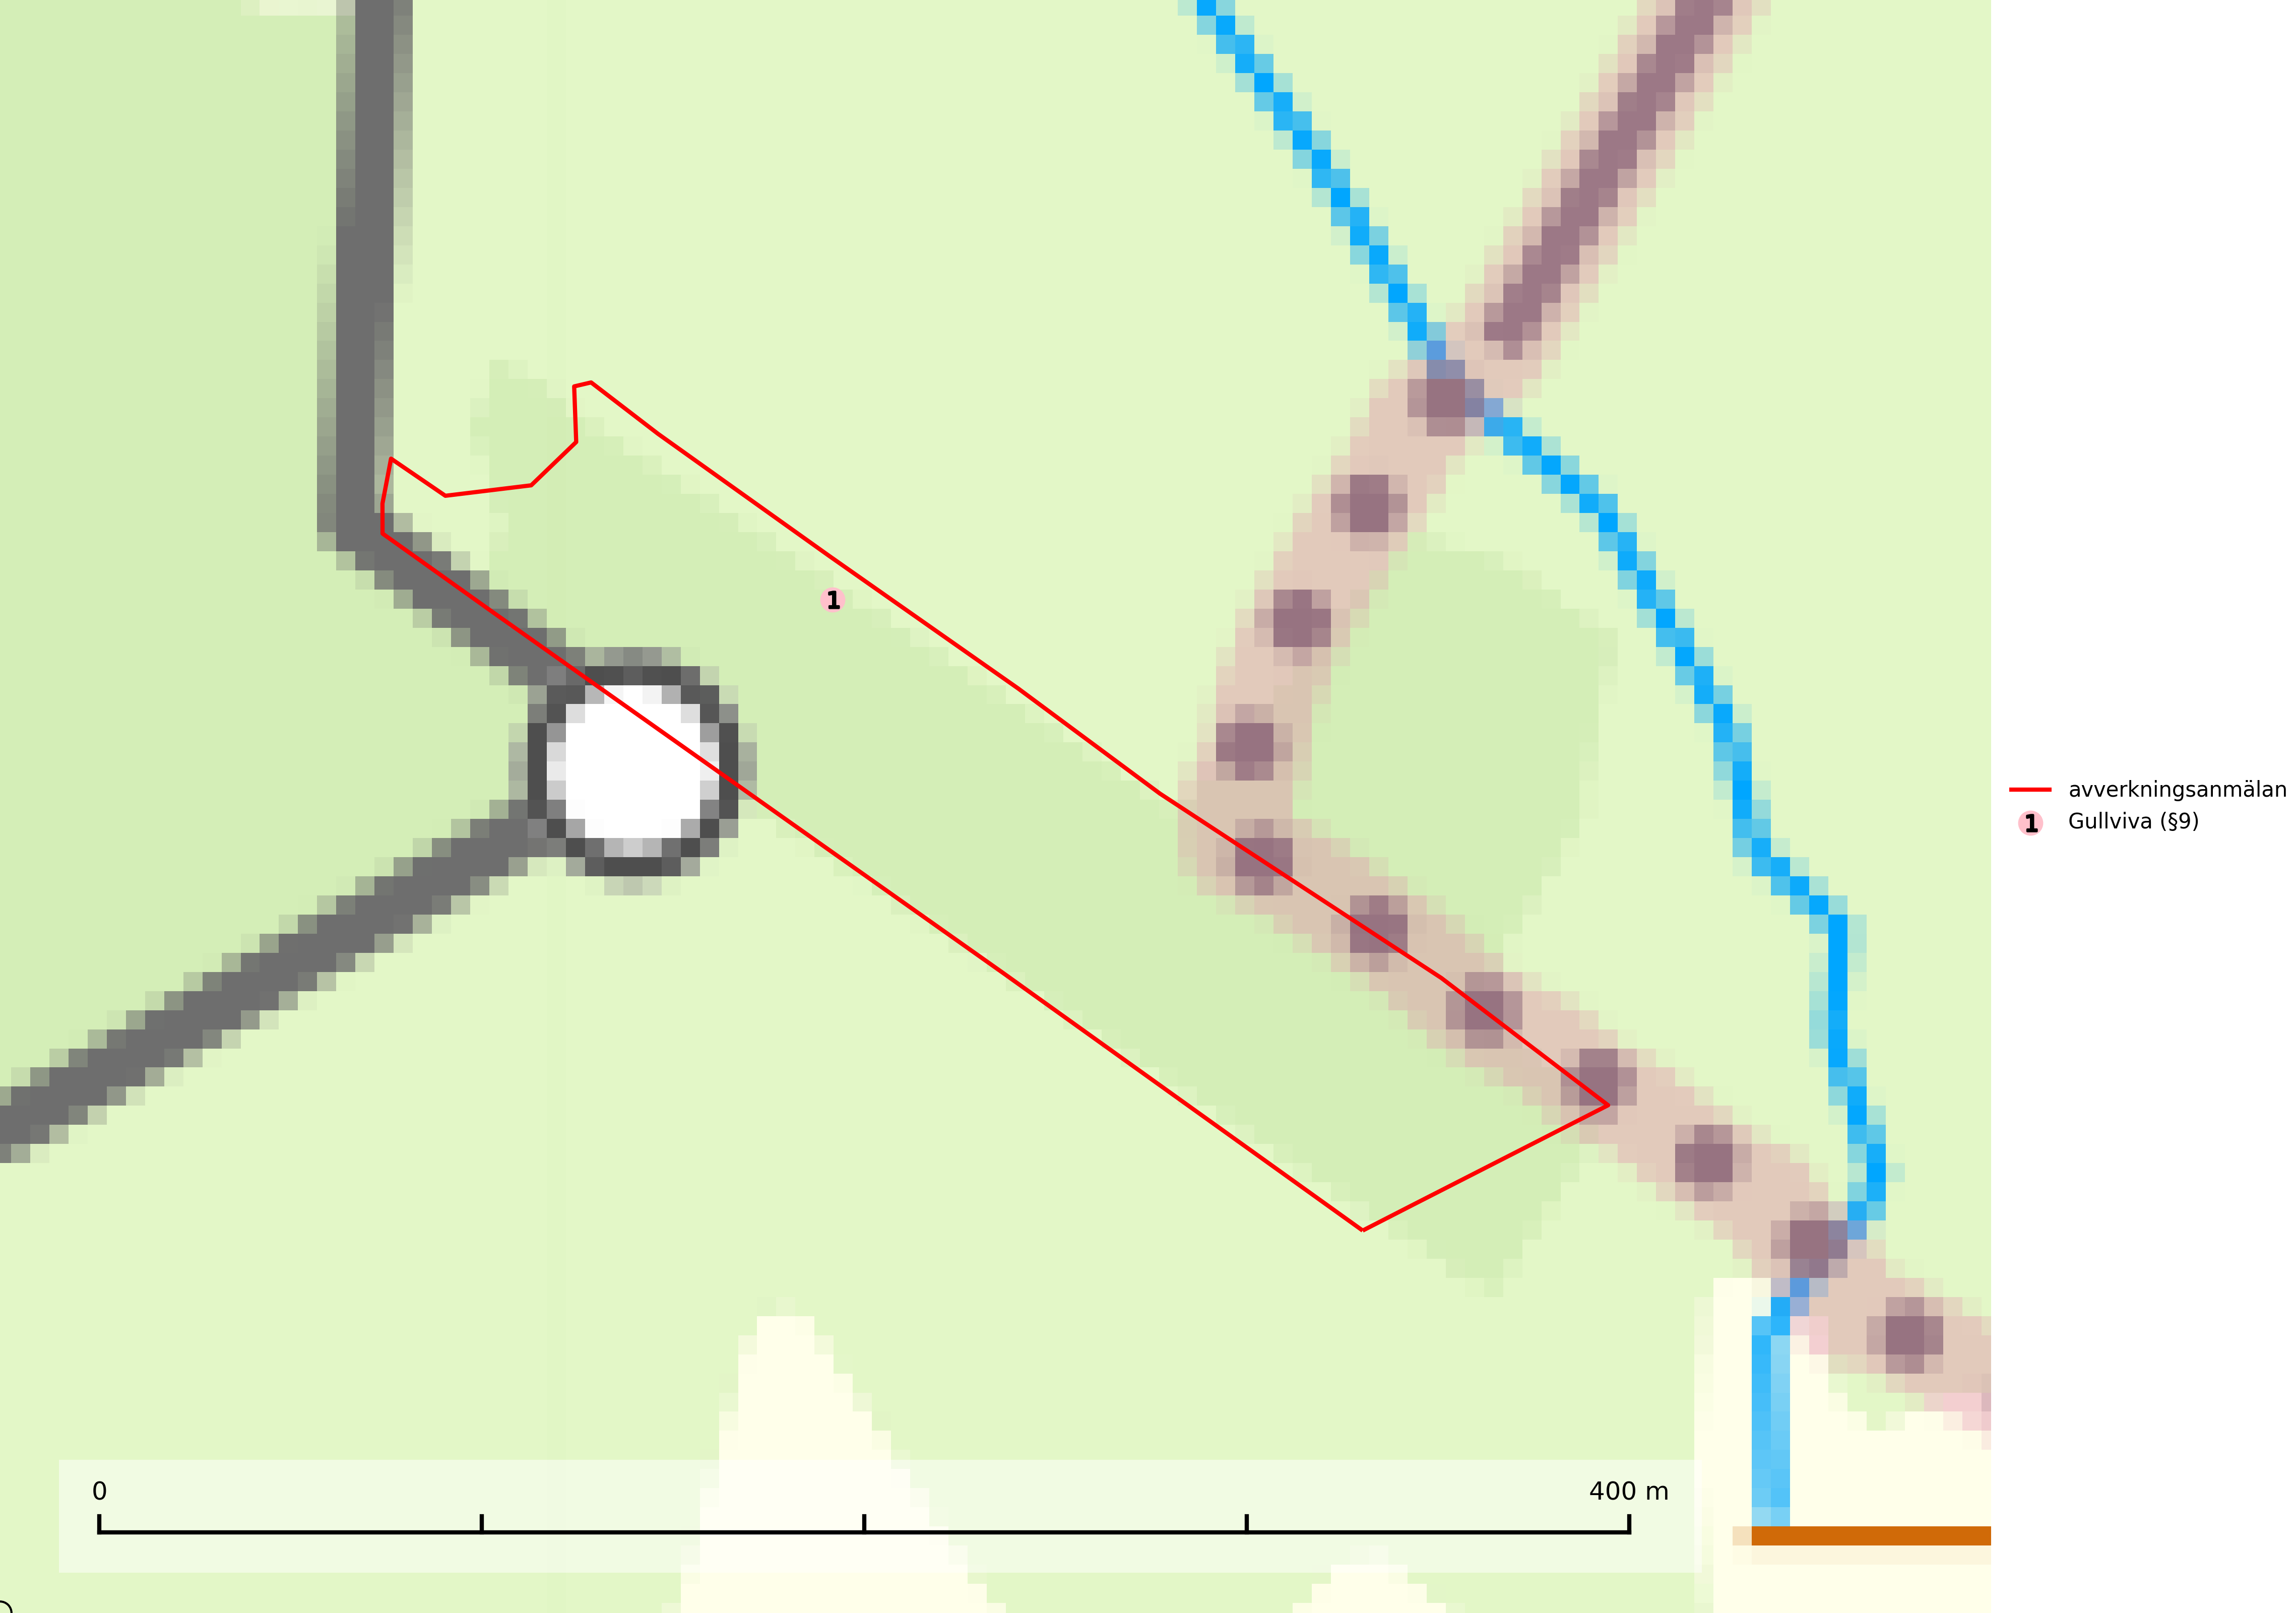 1
avverkningsanmälan
1 Gullviva (§9)
0 400 m